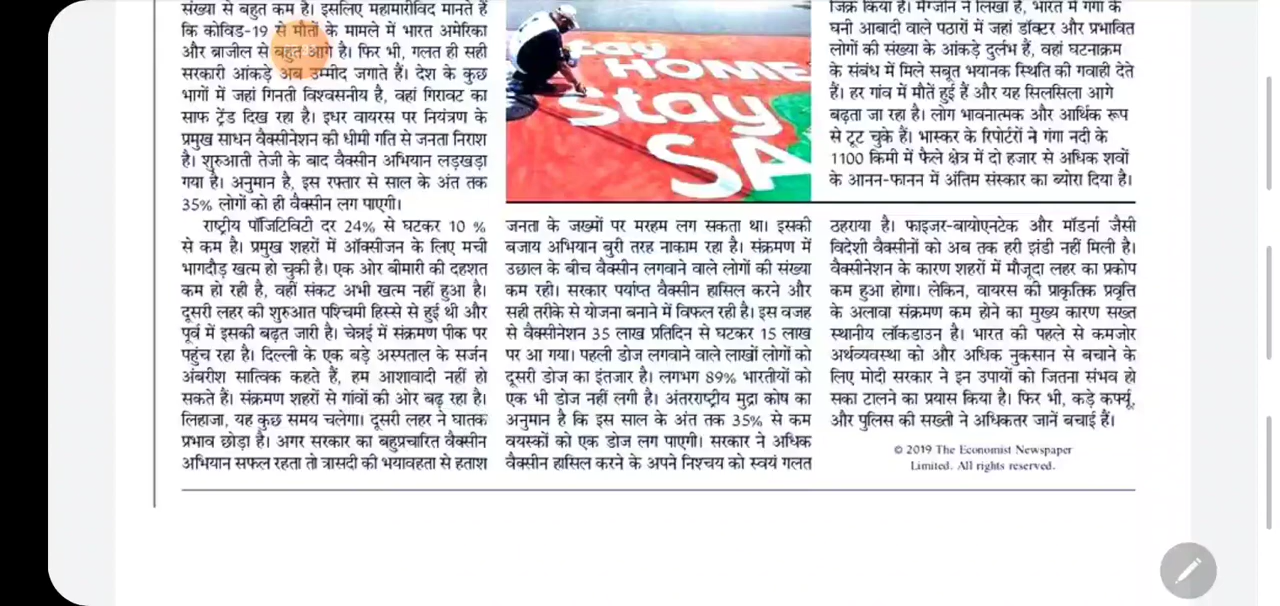 संख्या से बहुत कम है। इसलिए महामारीविद मानते हैं
कि कोविड-19 से मौतों के मामले में भारत अमेरिका
और ब्राजील से बहुत आगे है। फिर भी, गलत ही सही
सरकारी आंकड़े अब उम्मीद जगाते हैं। देश के कुछ
भागों में जहां गिनती विश्वसनीय है, वहां गिरावट का
साफ ट्रेंड दिख रहा है। इधर वायरस पर नियंत्रण के
प्रमुख साधन वैक्सीनेशन की धीमी गति से जनता निराश
है। शुरुआती तेजी के बाद वैक्सीन अभियान लड़खड़ा
गया है। अनुमान है, इस रफ्तार से साल के अंत तक
35% लोगों को ही वैक्सीन लग पाएगी।
राष्ट्रीय पॉजिटिविटी दर 24% से घटकर 10 %
से कम है। प्रमुख शहरों में ऑक्सीजन के लिए मची
भागदौड़ खत्म हो चुकी है। एक ओर बीमारी की दहशत
कम हो रही है, वहीं संकट अभी खत्म नहीं हुआ है।
दूसरी लहर की शुरुआत पश्चिमी हिस्से से हुई थी और
पूर्व में इसकी बढ़त जारी है। चेन्नई में संक्रमण पीक पर
पहुंच रहा है। दिल्ली के एक बड़े अस्पताल के सर्जन
अंबरीश सात्विक कहते हैं, हम आशावादी नहीं हो
सकते हैं। संक्रमण शहरों से गांवों की ओर बढ़ रहा है।
लिहाजा, यह कुछ समय चलेगा। दूसरी लहर ने घातक
प्रभाव छोड़ा है। अगर सरकार का बहुप्रचारित वैक्सीन
अभियान सफल रहता तो त्रासदी की भयावहता से हताश
Stay
HOME
Stay
SA
जनता के जख्मों पर मरहम लग सकता था। इसकी
बजाय अभियान बुरी तरह नाकाम रहा है। संक्रमण में
उछाल के बीच वैक्सीन लगवाने वाले लोगों की संख्या
कम रही। सरकार पर्याप्त वैक्सीन हासिल करने और
सही तरीके से योजना बनाने में विफल रही है। इस वजह
से वैक्सीनेशन 35 लाख प्रतिदिन से घटकर 15 लाख
पर आ गया। पहली डोज लगवाने वाले लाखों लोगों को
दूसरी डोज का इंतजार है। लगभग 89% भारतीयों को
एक भी डोज नहीं लगी है। अंतरराष्ट्रीय मुद्रा कोष का
अनुमान है कि इस साल के अंत तक 35% से कम
वयस्कों को एक डोज लग पाएगी। सरकार ने अधिक
वैक्सीन हासिल करने के अपने निश्चय को स्वयं गलत
जिक्र किया है। मैग्जीन ने लिखा है, भारत में गंगा के
घनी आबादी वाले पठारों में जहां डॉक्टर और प्रभावित
लोगों की संख्या के आंकड़े दुर्लभ हैं, वहां घटनाक्रम
के संबंध में मिले सबूत भयानक स्थिति की गवाही देते
हैं। हर गांव में मौतें हुई हैं और यह सिलसिला आगे
बढ़ता जा रहा है। लोग भावनात्मक और आर्थिक रूप
से टूट चुके हैं। भास्कर के रिपोर्टरों ने गंगा नदी के
1100 किमी में फैले क्षेत्र में दो हजार से अधिक शवों
के आनन-फानन में अंतिम संस्कार का ब्योरा दिया है।
ठहराया है। फाइजर-बायोएनटेक और मॉडर्ना जैसी
विदेशी वैक्सीनों को अब तक हरी झंडी नहीं मिली है।
वैक्सीनेशन के कारण शहरों में मौजूदा लहर का प्रकोप
कम हुआ होगा। लेकिन, वायरस की प्राकृतिक प्रवृत्ति
के अलावा संक्रमण कम होने का मुख्य कारण सख्त
स्थानीय लॉकडाउन है। भारत की पहले से कमजोर
अर्थव्यवस्था को और अधिक नुकसान से बचाने के
लिए मोदी सरकार ने इन उपायों को जितना संभव हो
सका टालने का प्रयास किया है। फिर भी, कड़े कर्फ्यू,
और पुलिस की सख्ती ने अधिकतर जानें बचाई हैं।
© 2019 The Economist Newspaper
Limited. All rights reserved.